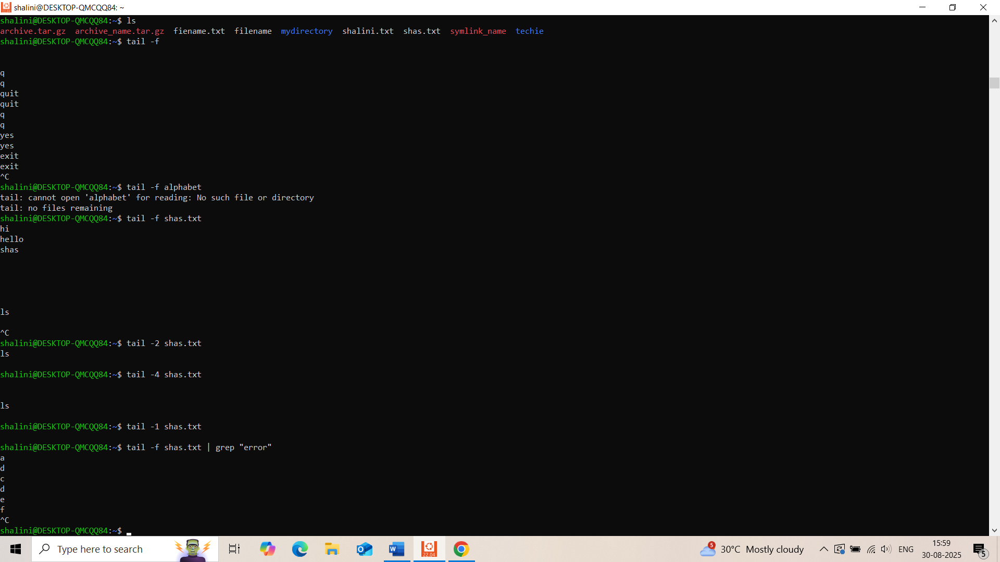 shalini@DESKTOP-QMCQQ84: ~
shalini@DESKTOP-QMCQQ84:~$ ls
archive.tar.gz  archive_name.tar.gz  fiename.txt  filename  mydirectory  shalini.txt  shas.txt  symlink_name  techie
shalini@DESKTOP-QMCQQ84:~$ tail -f
q
q
quit
quit
q
q
yes
yes
exit
exit
^C
shalini@DESKTOP-QMCQQ84:~$ tail -f alphabet
tail: cannot open 'alphabet' for reading: No such file or directory
tail: no files remaining
shalini@DESKTOP-QMCQQ84:~$ tail -f shas.txt
hi
hello
shas
ls
^C
shalini@DESKTOP-QMCQQ84:~$ tail -2 shas.txt
ls
shalini@DESKTOP-QMCQQ84:~$ tail -4 shas.txt
ls
shalini@DESKTOP-QMCQQ84:~$ tail -1 shas.txt
shalini@DESKTOP-QMCQQ84:~$ tail -f shas.txt | grep "error"
a
d
c
d
e
f
^C
shalini@DESKTOP-QMCQQ84:~$
Type here to search
22.04
5
30°C Mostly cloudy
ENG
15:59
30-08-2025
5